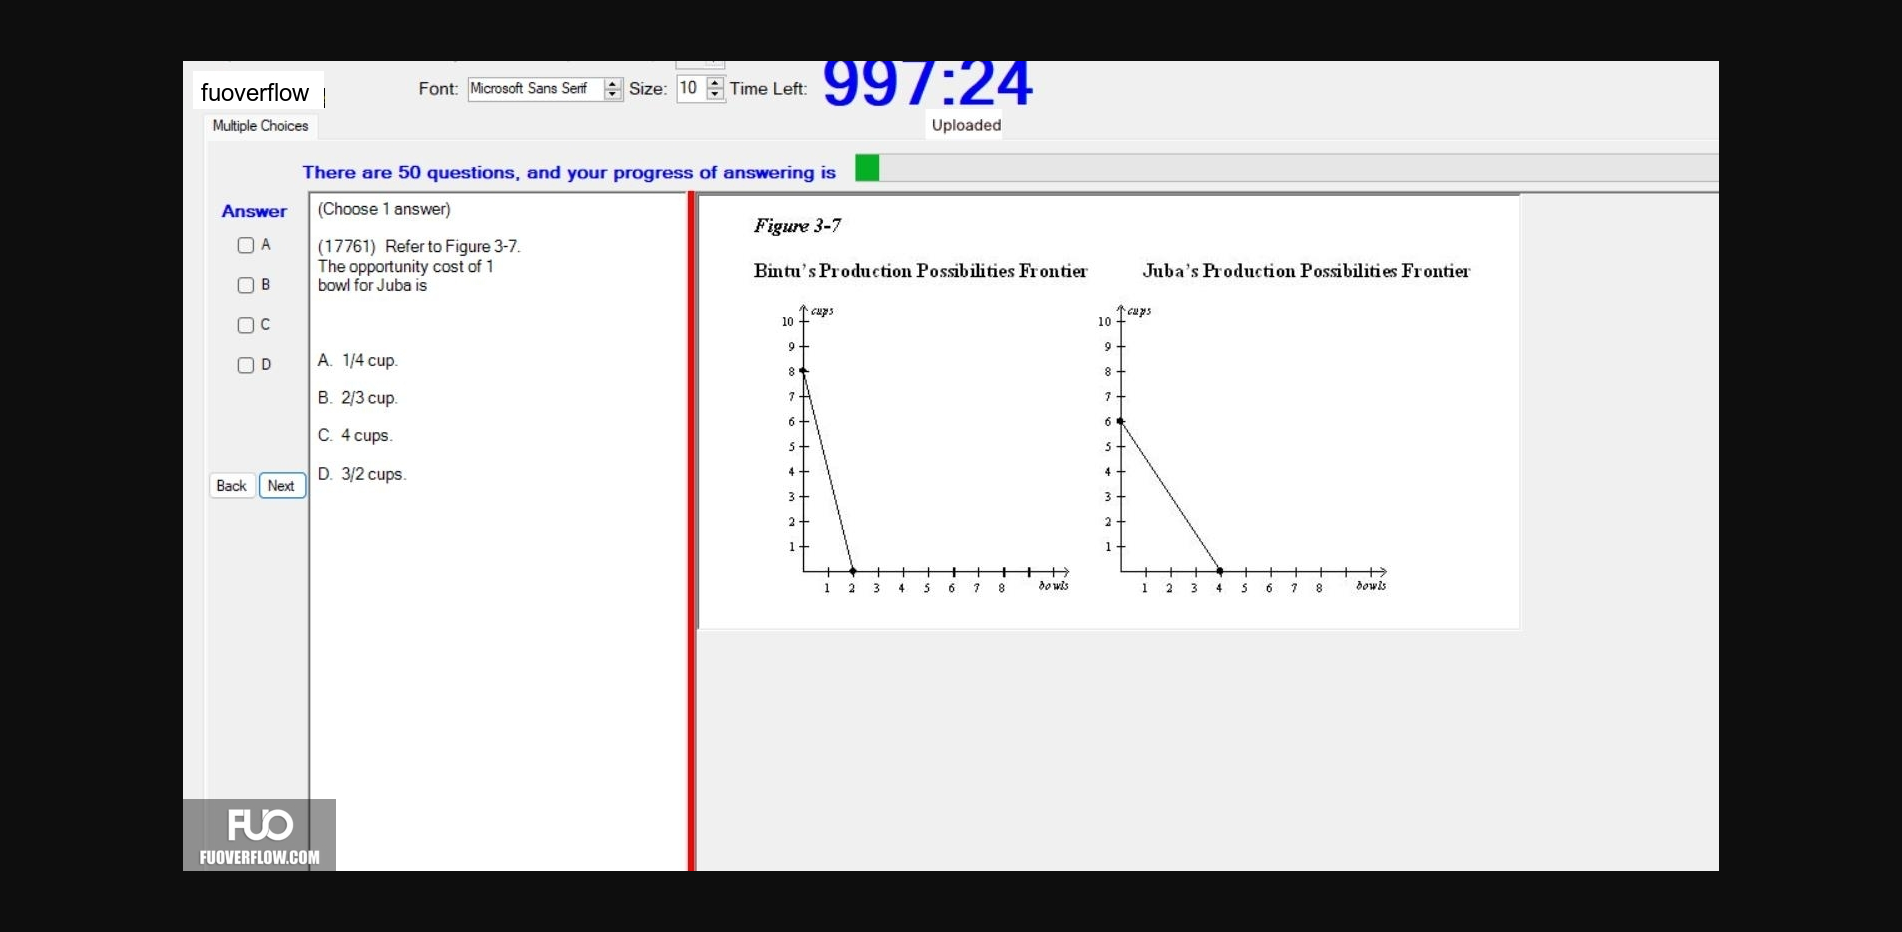 fuoverflow
Font: Microsoft Sans Serif Size: 10 Time Left: 997:24
Multiple Choices
Uploaded
There are 50 questions, and your progress of answering is
Answer
A
B
C
D
Back Next
(Choose 1 answer)
(17761) Refer to Figure 3-7.
The opportunity cost of 1
bowl for Juba is
A. 1/4 cup.
B. 2/3 cup.
C. 4 cups.
D. 3/2 cups.
Figure 3-7
Bintu's Production Possibilities Frontier
cups
10
9
8
7
6
5
4
3
2
1
1 2 3 4 5 6 7 8 bowls
Juba's Production Possibilities Frontier
cups
10
9
8
7
6
5
4
3
2
1
1 2 3 4 5 6 7 8 bowls
FUO
FUOVERFLOW.COM